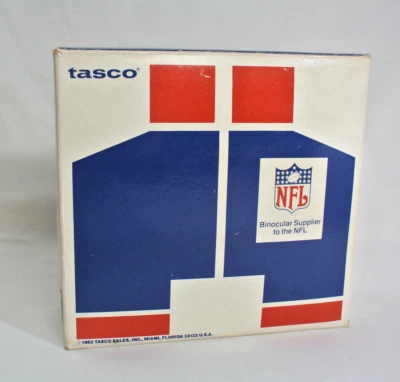 tasco®
NFL
Binocular Supplier
to the NFL
©1982 TASCO SALES, INC., MIAMI, FLORIDA 33122 U.S.A.